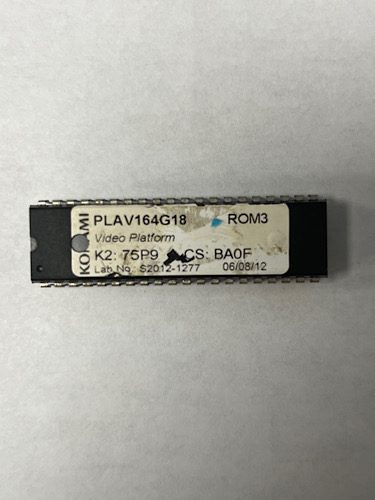 KONAMI
PLAV164G18 ROM3
Video Platform
K2: 75P9 CS: BA0F
Lab No.: S2012-1277 06/08/12